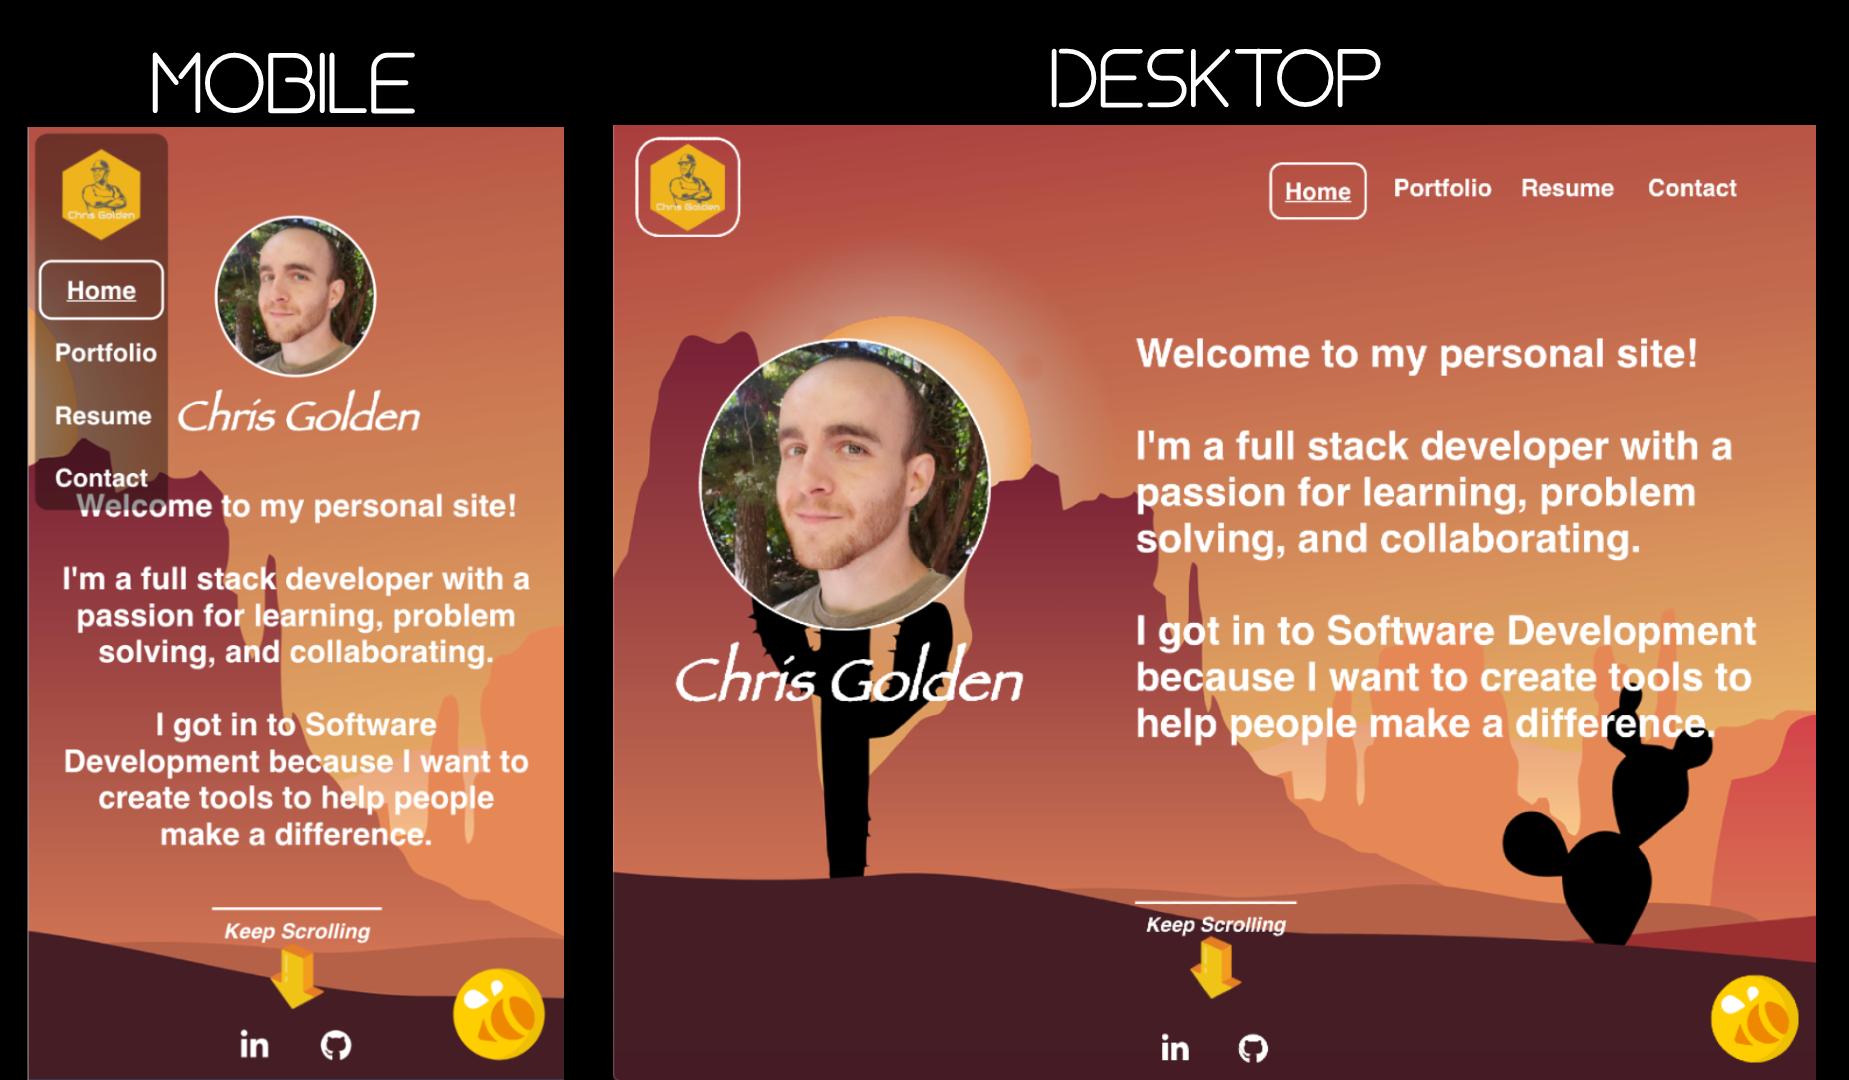 MOBILE
Chris Golden
Home
Portfolio
Resume
Contact
Chris Golden
Welcome to my personal site!
I'm a full stack developer with a
passion for learning, problem
solving, and collaborating.
I got in to Software
Development because I want to
create tools to help people
make a difference.
Keep Scrolling
in
DESKTOP
Chris Golden
Home
Portfolio
Resume
Contact
Chris Golden
Welcome to my personal site!
I'm a full stack developer with a
passion for learning, problem
solving, and collaborating.
I got in to Software Development
because I want to create tools to
help people make a difference.
Keep Scrolling
in